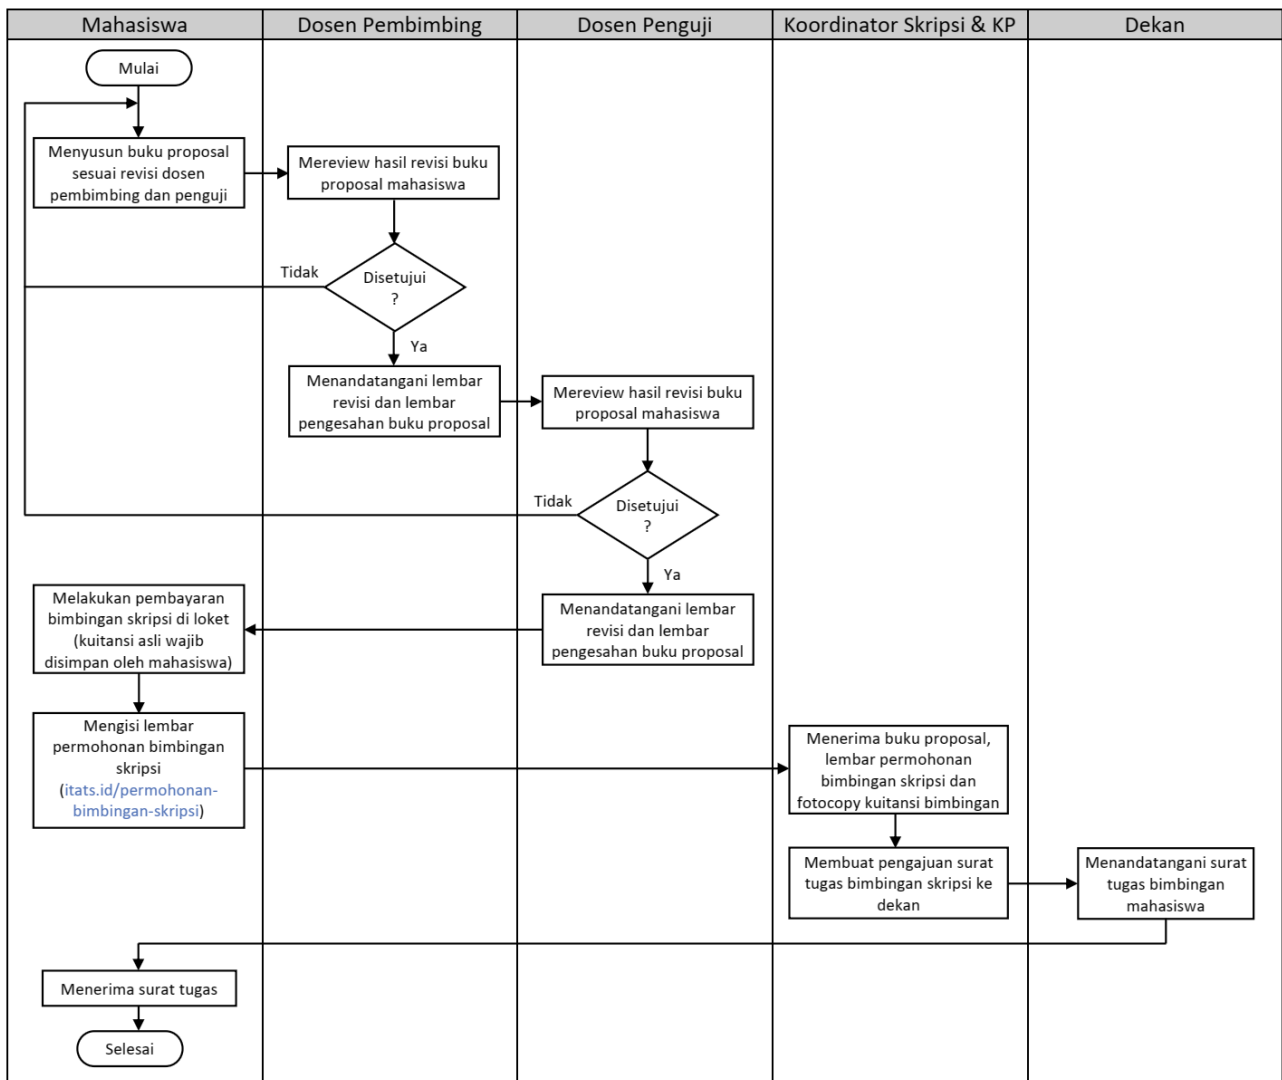 Mahasiswa
Dosen Pembimbing
Dosen Penguji
Koordinator Skripsi & KP
Dekan
Mulai
Menyusun buku proposal
sesuai revisi dosen
pembimbing dan penguji
Mereview hasil revisi buku
proposal mahasiswa
Tidak
Disetujui
?
Ya
Menandatangani lembar
revisi dan lembar
pengesahan buku proposal
Mereview hasil revisi buku
proposal mahasiswa
Tidak
Disetujui
?
Ya
Menandatangani lembar
revisi dan lembar
pengesahan buku proposal
Melakukan pembayaran
bimbingan skripsi di loket
(kuitansi asli wajib
disimpan oleh mahasiswa)
Mengisi lembar
permohonan bimbingan
skripsi
(itats.id/permohonan-
bimbingan-skripsi)
Menerima buku proposal,
lembar permohonan
bimbingan skripsi dan
fotocopy kuitansi bimbingan
Membuat pengajuan surat
tugas bimbingan skripsi ke
dekan
Menandatangani surat
tugas bimbingan
mahasiswa
Menerima surat tugas
Selesai